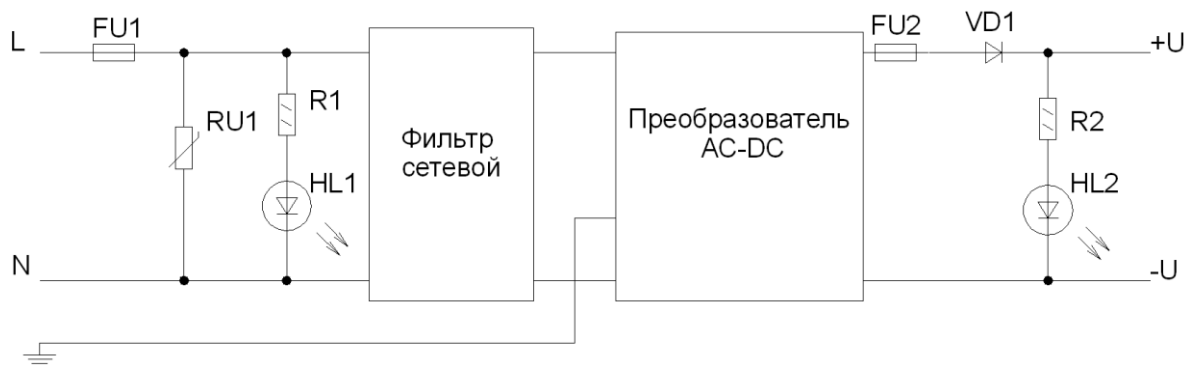 L
FU1
RU1
R1
HL1
N
Фильтр
сетевой
Преобразователь
AC-DC
FU2
VD1
+U
R2
HL2
-U